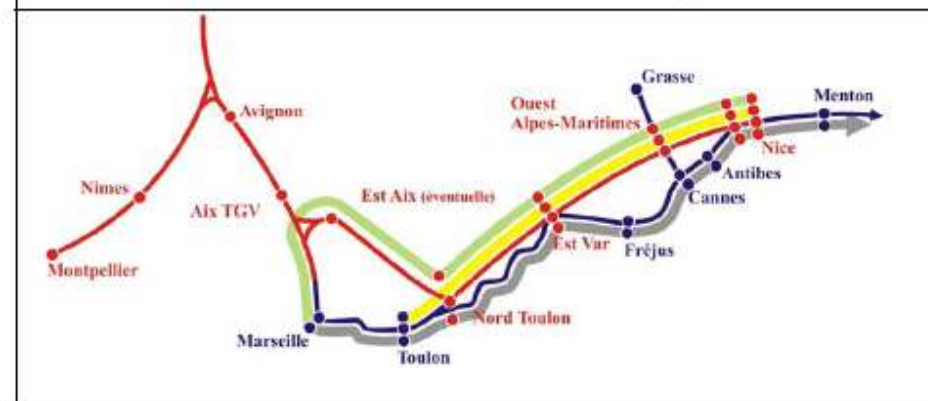 Grasse
Ouest
Alpes-Maritimes
Menton
Avignon
Nice
Antibes
Nimes
Est Aix (éventuelle)
Cannes
Aix TGV
Est Var
Fréjus
Montpellier
Nord Toulon
Marseille
Toulon